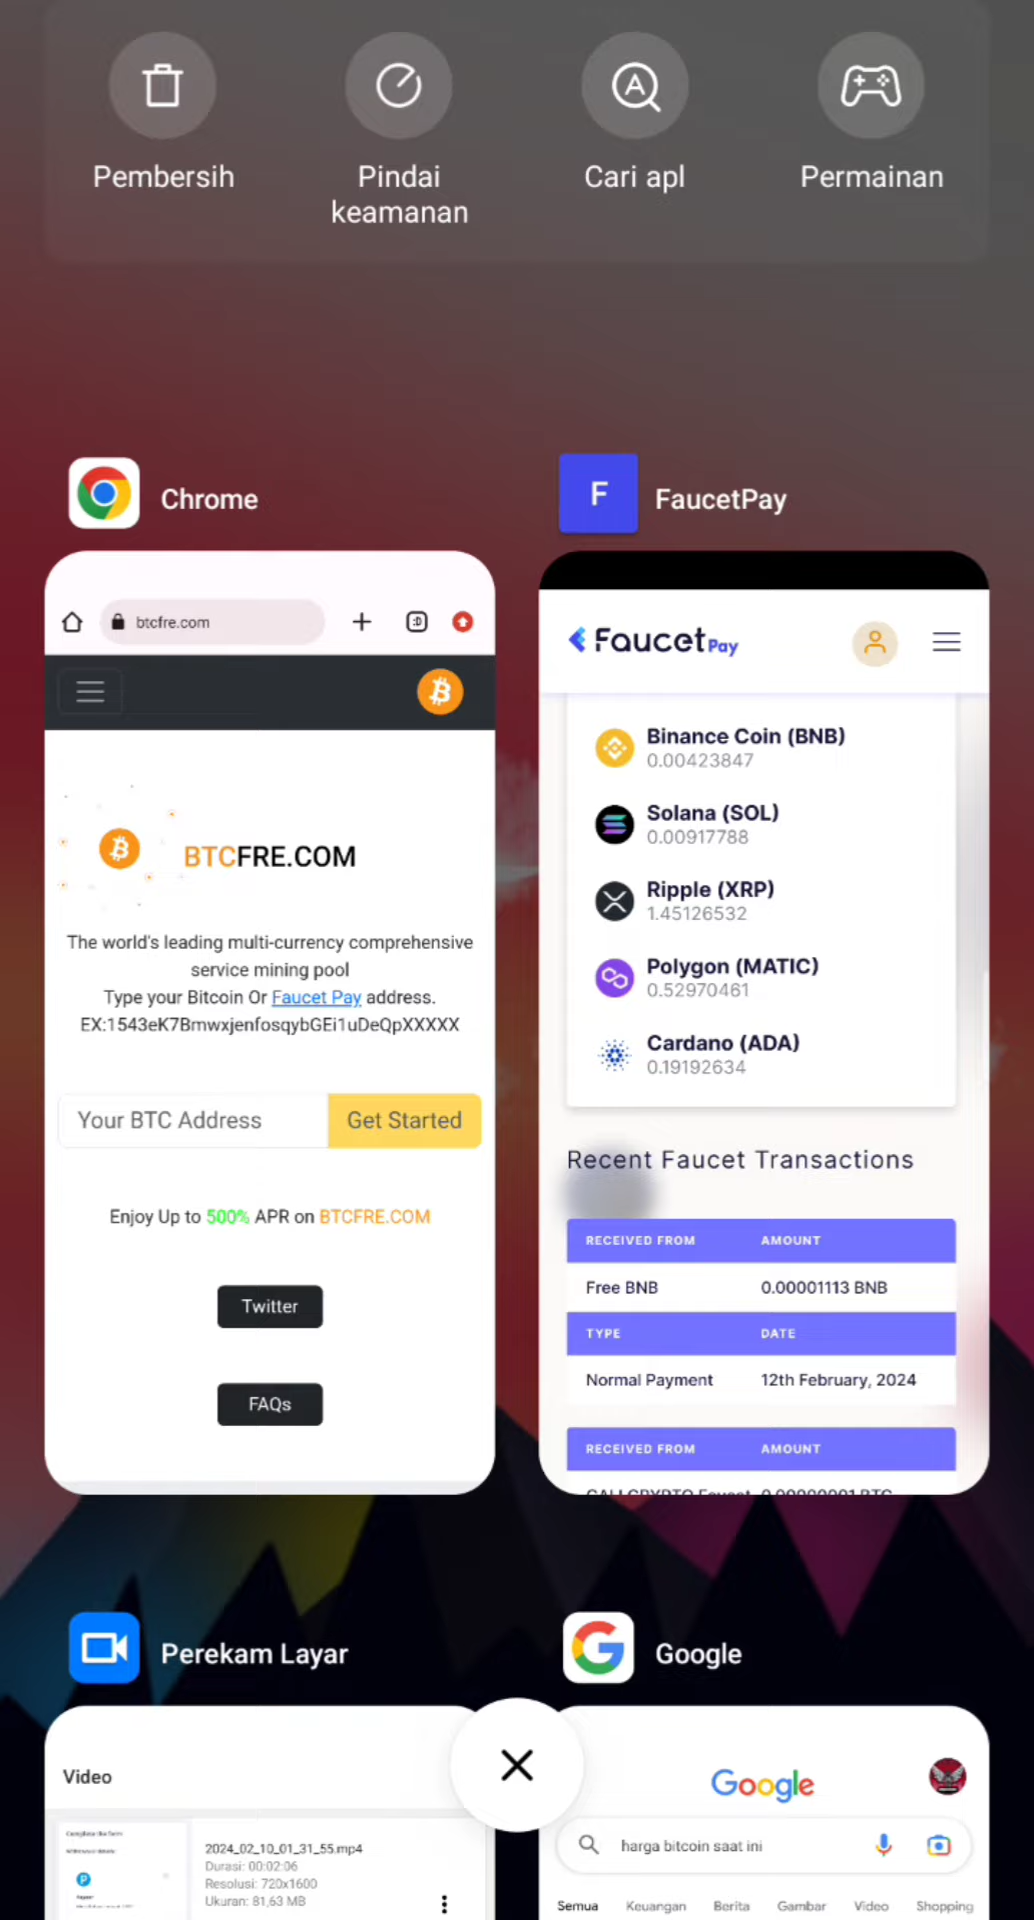 Pembersih
Pindai
keamanan
Cari apl
Permainan
Chrome
btcfre.com
BTCFRE.COM
The world's leading multi-currency comprehensive
service mining pool
Type your Bitcoin Or Faucet Pay address.
EX:1543eK7BmwxjenfosqybGEi1uDeQpXXXXX
Your BTC Address
Get Started
Enjoy Up to 500% APR on BTCFRE.COM
Twitter
FAQs
F
FaucetPay
FaucetPay
Binance Coin (BNB)
0.00423847
Solana (SOL)
0.00917788
Ripple (XRP)
1.45126532
Polygon (MATIC)
0.52970461
Cardano (ADA)
0.19192634
Recent Faucet Transactions
RECEIVED FROM AMOUNT
Free BNB 0.00001113 BNB
TYPE DATE
Normal Payment 12th February, 2024
RECEIVED FROM AMOUNT
Perekam Layar
Video
2024_02_10_01_31_55.mp4
Durasi: 00:02:06
Resolusi: 720x1600
Ukuran: 81,63 MB
Google
Google
harga bitcoin saat ini
Semua Keuangan Berita Gambar Video Shopping